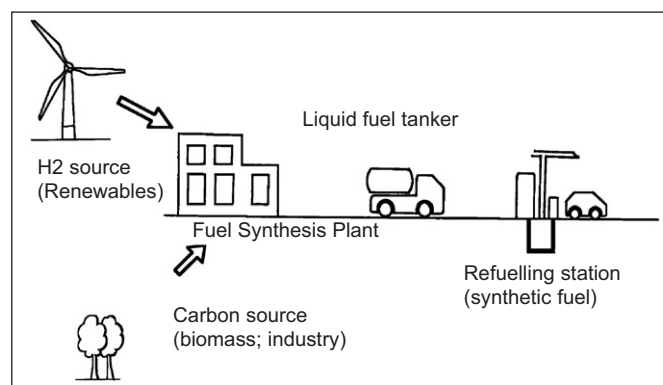 Liquid fuel tanker
H2 source
(Renewables)
Fuel Synthesis Plant
Refuelling station
(synthetic fuel)
Carbon source
(biomass; industry)